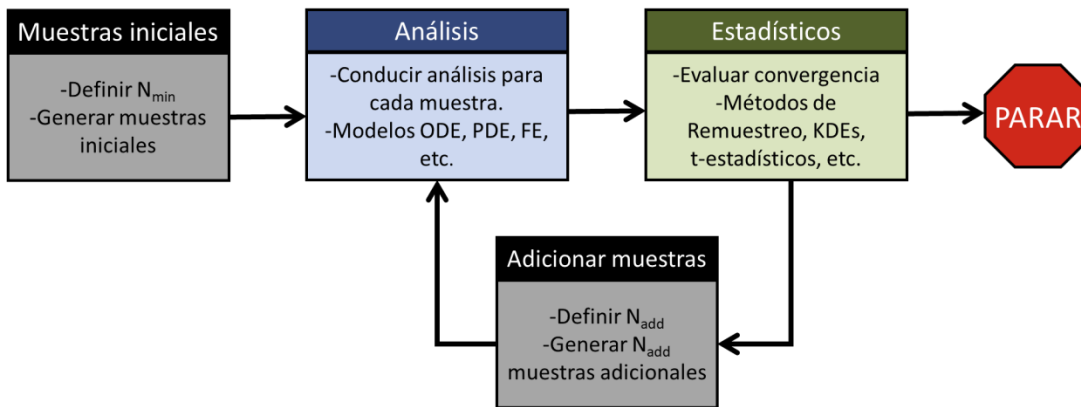 Muestras iniciales
-Definir Nmin
-Generar muestras
iniciales
Análisis
-Conducir análisis para
cada muestra.
-Modelos ODE, PDE, FE,
etc.
Estadísticos
-Evaluar convergencia
-Métodos de
Remuestreo, KDEs,
t-estadísticos, etc.
PARAR
Adicionar muestras
-Definir Nadd
-Generar Nadd
muestras adicionales